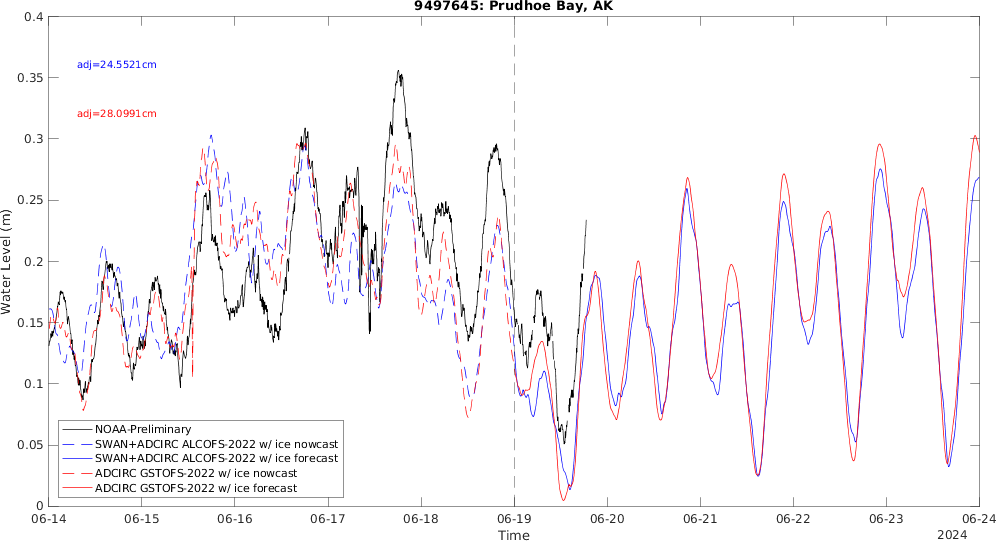 9497645: Prudhoe Bay, AK
0.4
0.35
0.3
0.25
0.2
0.15
0.1
0.05
0
Water Level (m)
adj=24.5521cm
adj=28.0991cm
NOAA-Preliminary
SWAN+ADCIRC ALCOFS-2022 w/ ice nowcast
SWAN+ADCIRC ALCOFS-2022 w/ ice forecast
ADCIRC GSTOFS-2022 w/ ice nowcast
ADCIRC GSTOFS-2022 w/ ice forecast
06-14 06-15 06-16 06-17 06-18 06-19 06-20 06-21 06-22 06-23 06-24
Time
2024